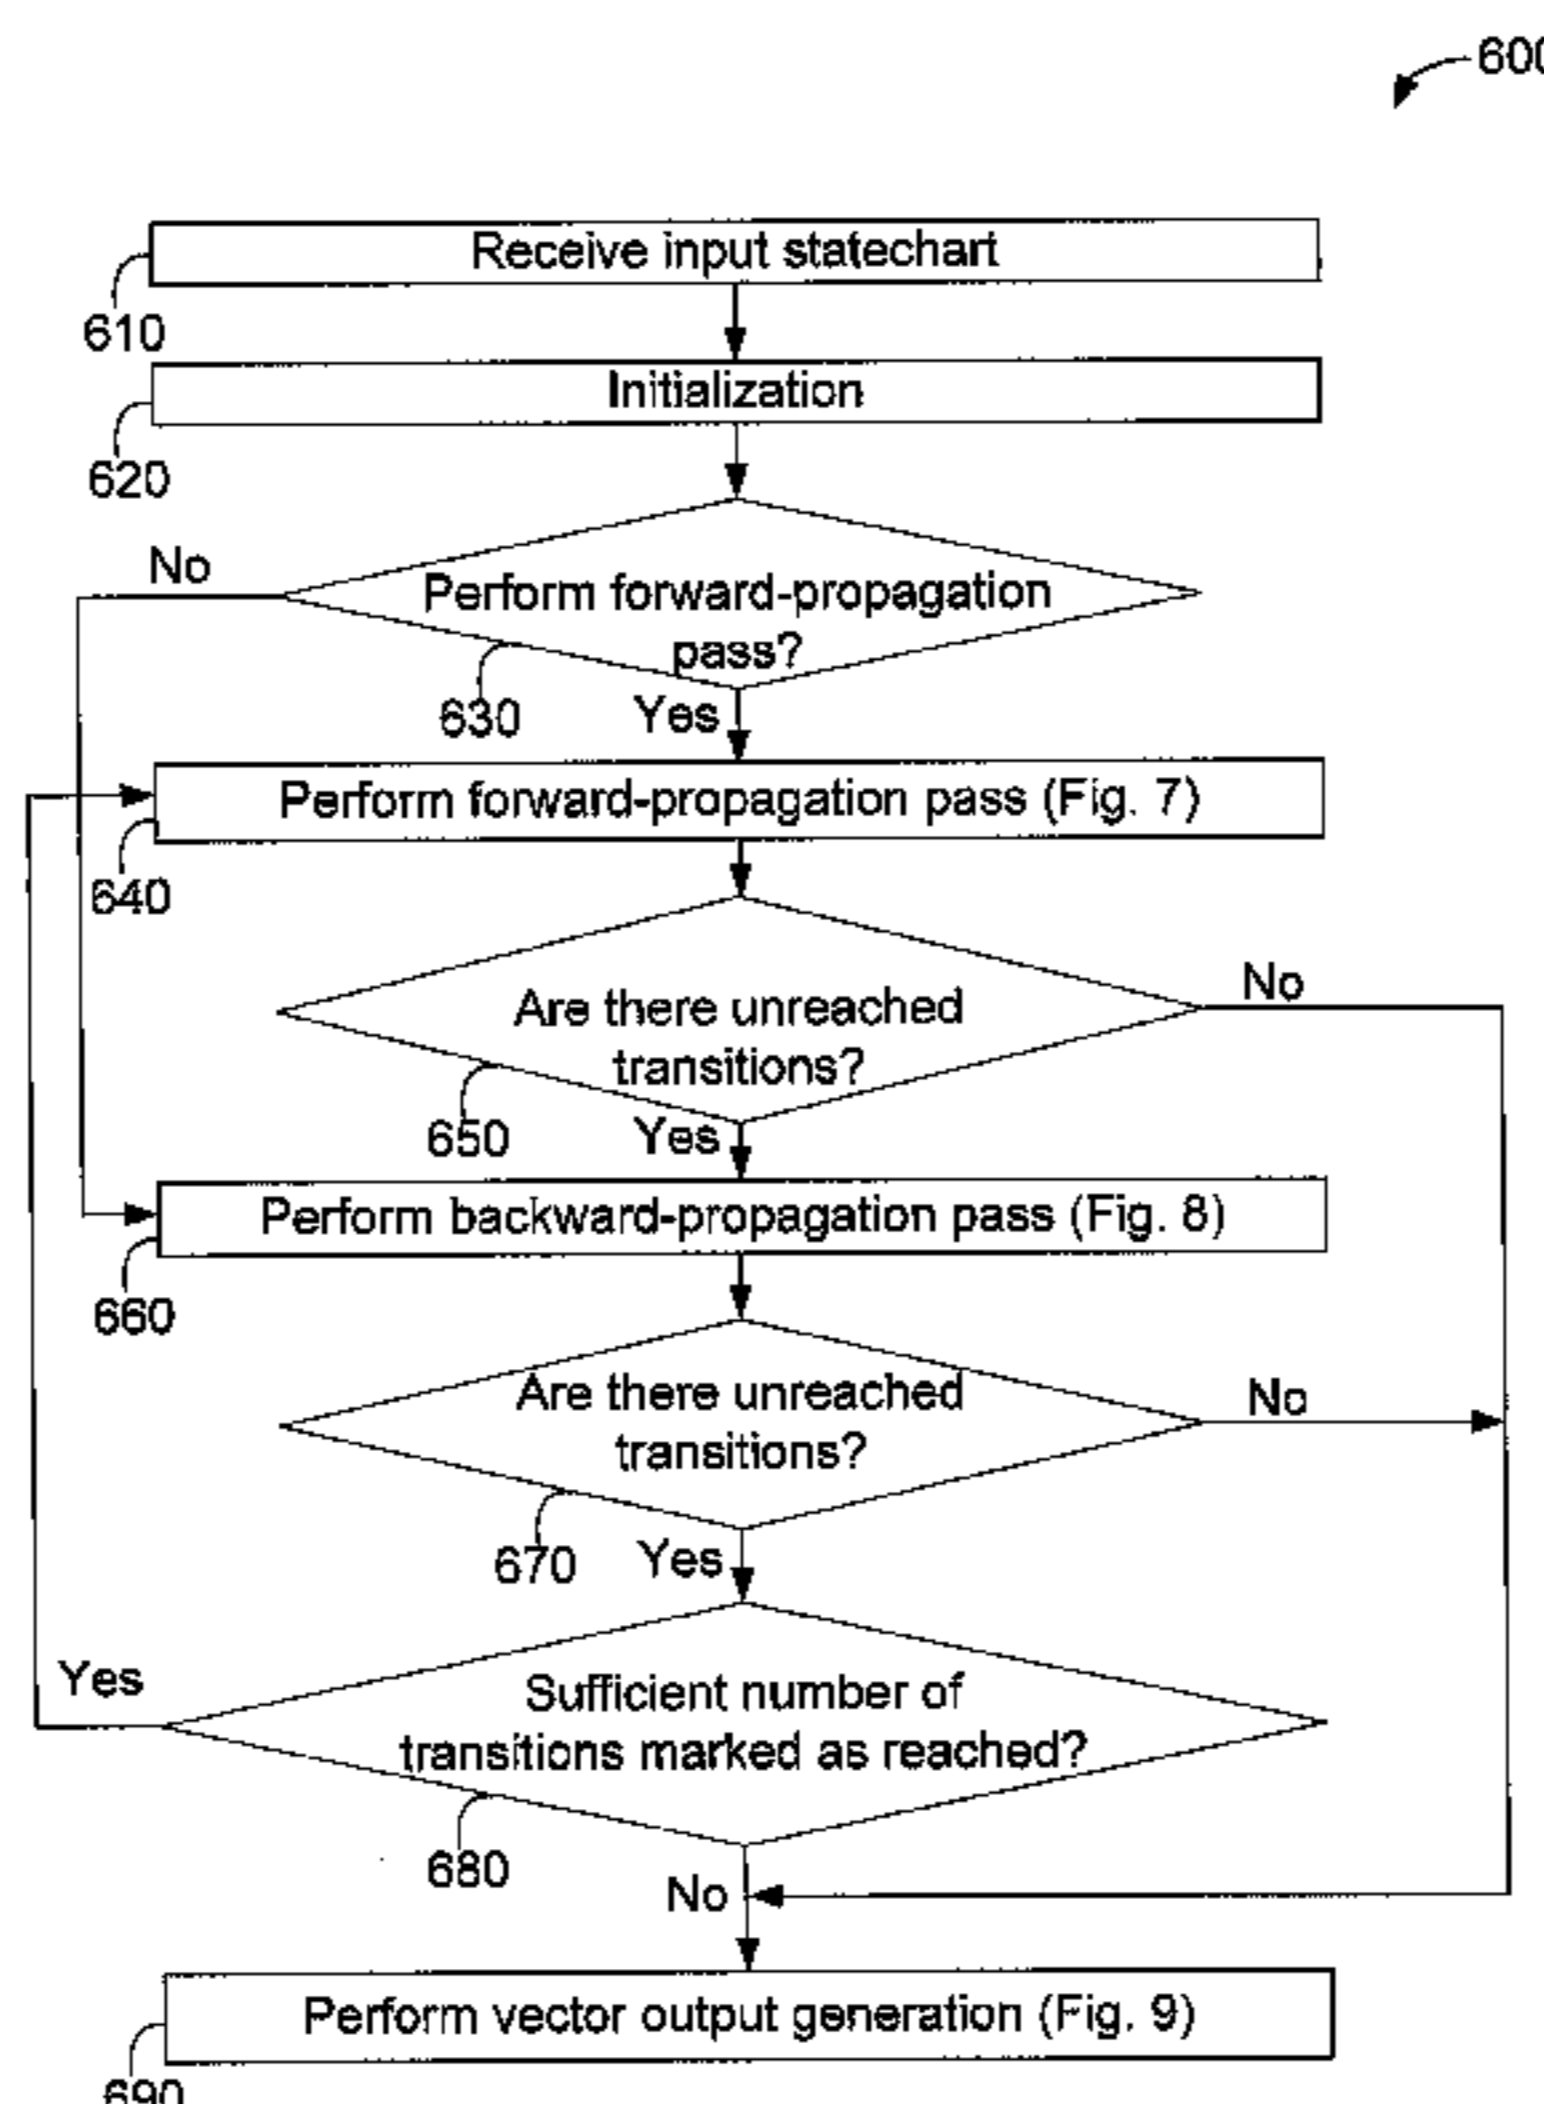 600
Receive input statechart
610
Initialization
620
No
Perform forward-propagation
pass?
630
Yes
Perform forward-propagation pass (Fig. 7)
640
Are there unreached
transitions?
No
650
Yes
Perform backward-propagation pass (Fig. 8)
660
Are there unreached
transitions?
No
670
Yes
Yes
Sufficient number of
transitions marked as reached?
680
No
Perform vector output generation (Fig. 9)
690